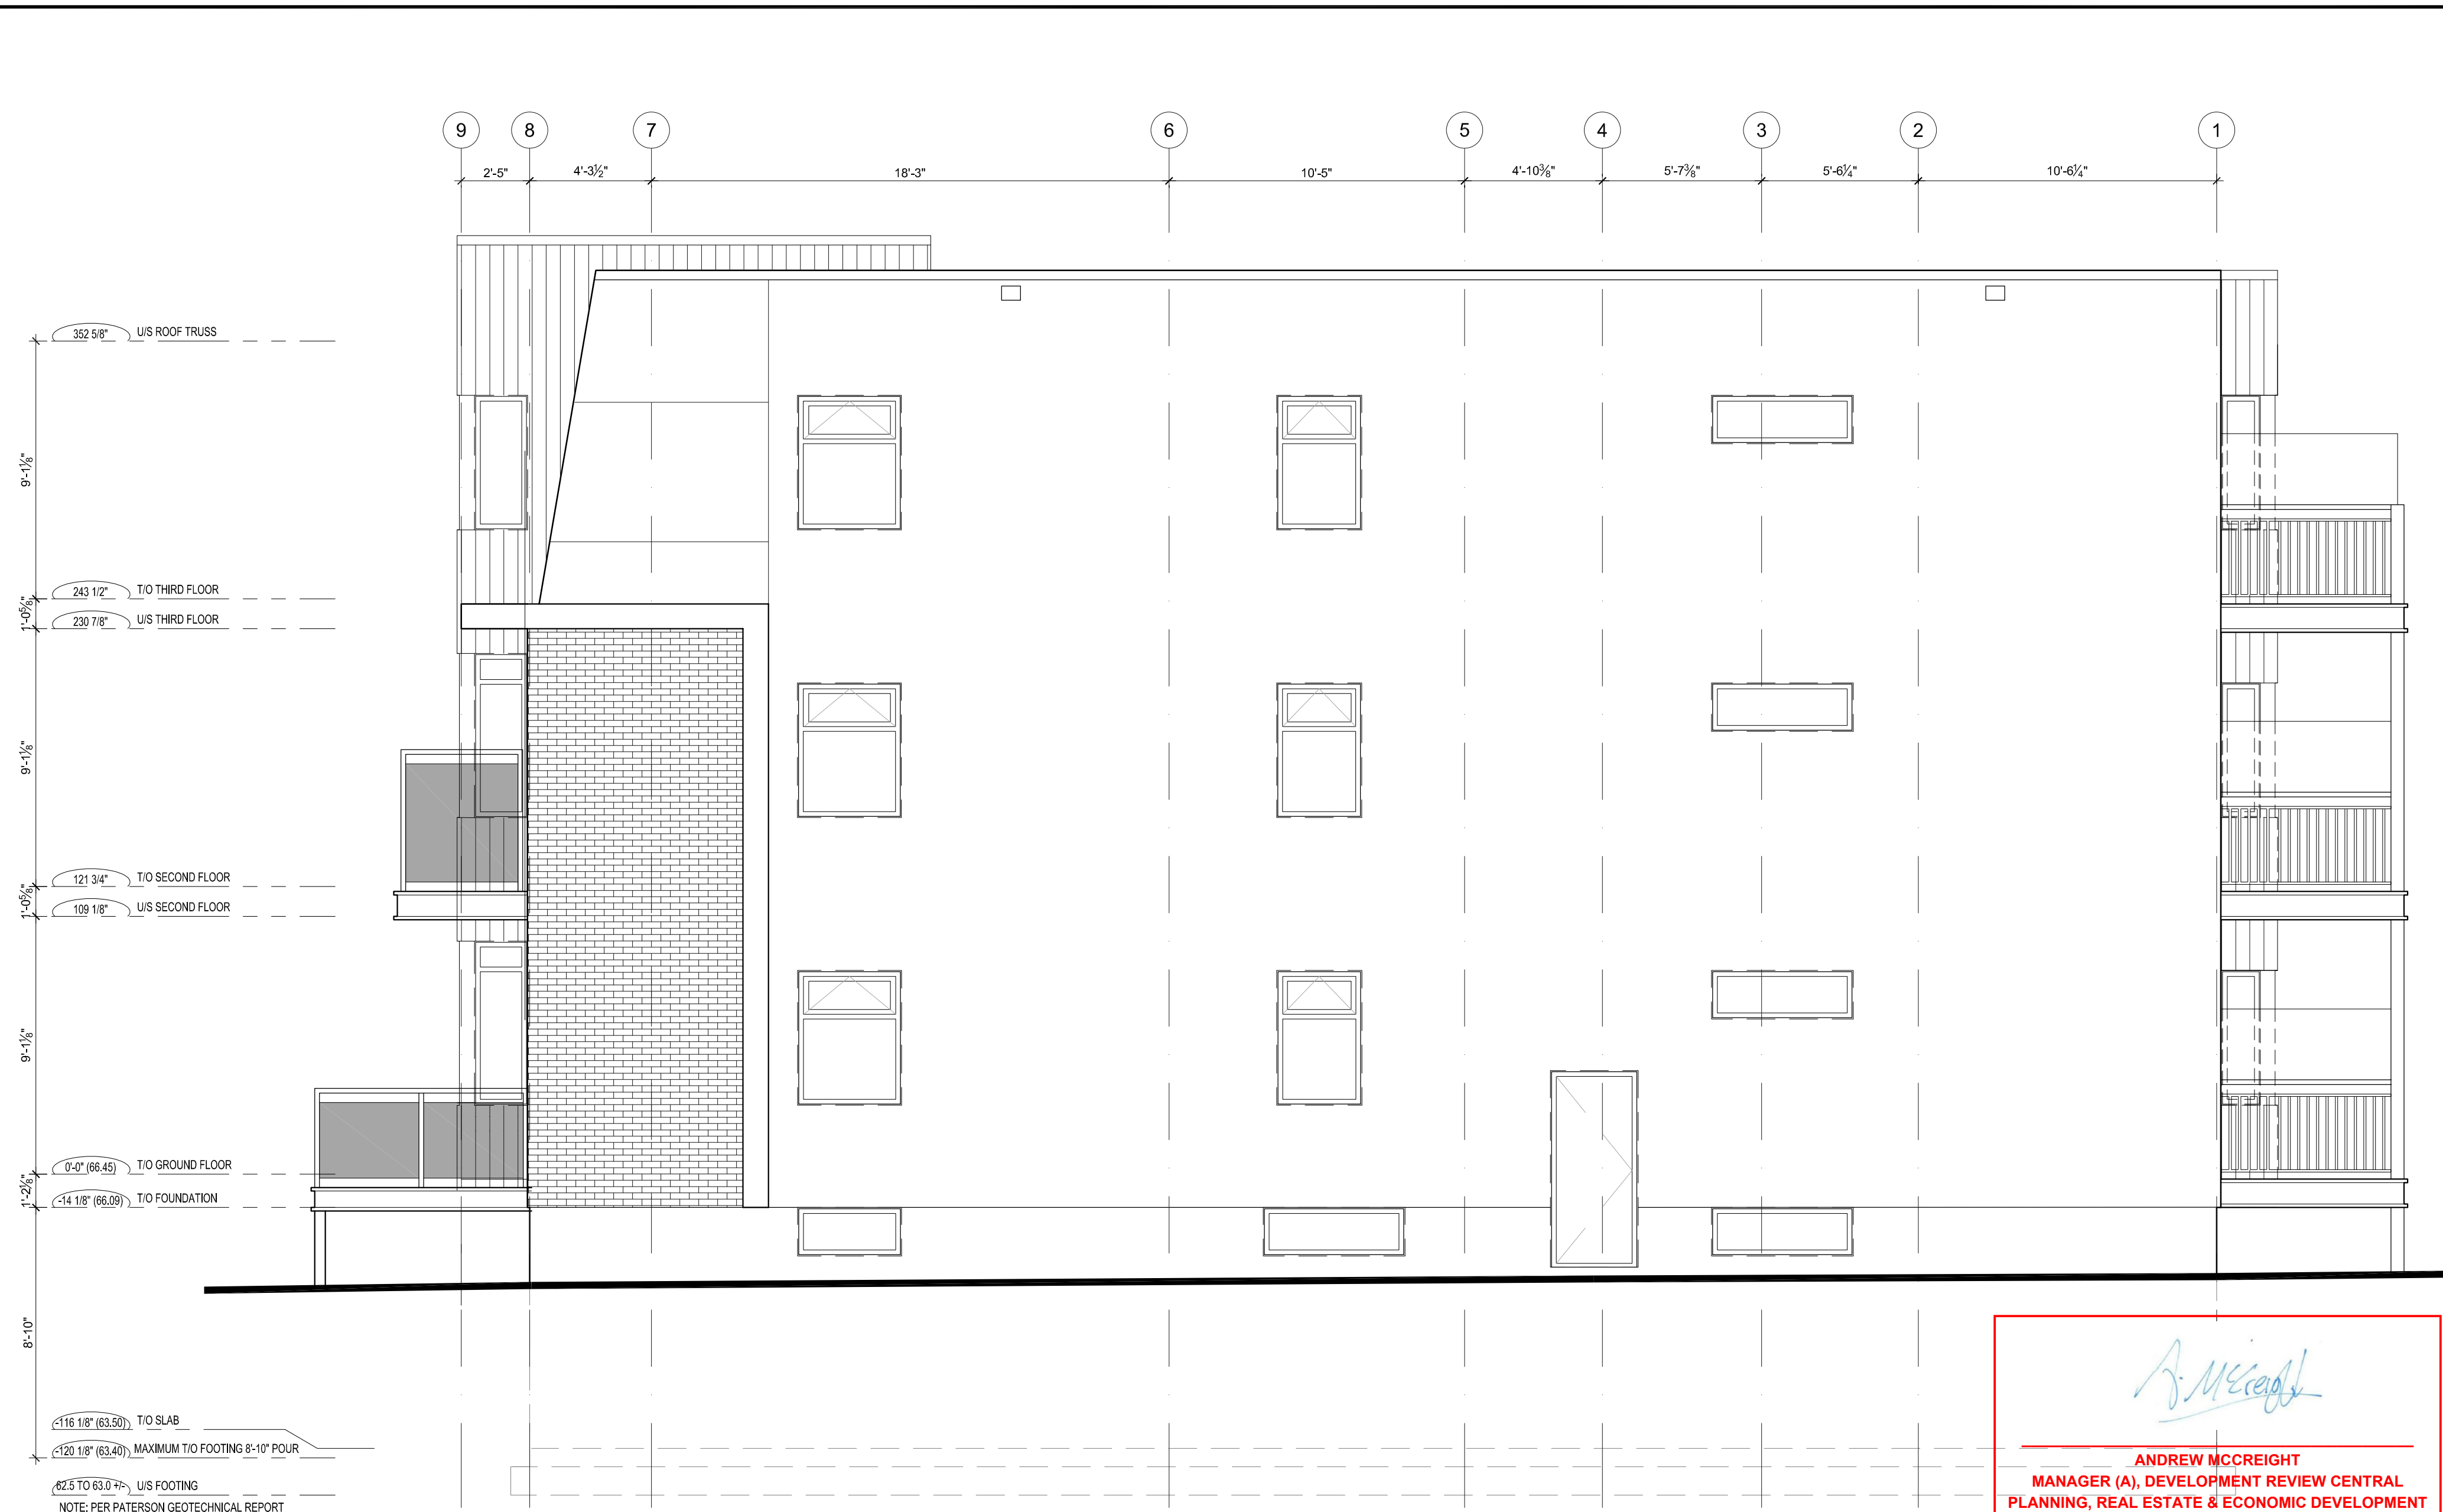 9 8 7 6 5 4 3 2 1
2'-5" 4'-3½" 18'-3" 10'-5" 4'-10⅜" 5'-7⅜" 5'-6¼" 10'-6¼"
352 5/8" U/S ROOF TRUSS
9'-1⅛"
243 1/2" T/O THIRD FLOOR
1'-0⅝"
230 7/8" U/S THIRD FLOOR
9'-1⅛"
121 3/4" T/O SECOND FLOOR
1'-0⅝"
109 1/8" U/S SECOND FLOOR
9'-1⅛"
0'-0" (66.45) T/O GROUND FLOOR
1'-2⅛"
-14 1/8" (66.09) T/O FOUNDATION
8'-10"
-116 1/8" (63.50) T/O SLAB
-120 1/8" (63.40) MAXIMUM T/O FOOTING 8'-10" POUR
62.5 TO 63.0 +/- U/S FOOTING
NOTE: PER PATERSON GEOTECHNICAL REPORT
A. McCreight
ANDREW MCCREIGHT
MANAGER (A), DEVELOPMENT REVIEW CENTRAL
PLANNING, REAL ESTATE & ECONOMIC DEVELOPMENT